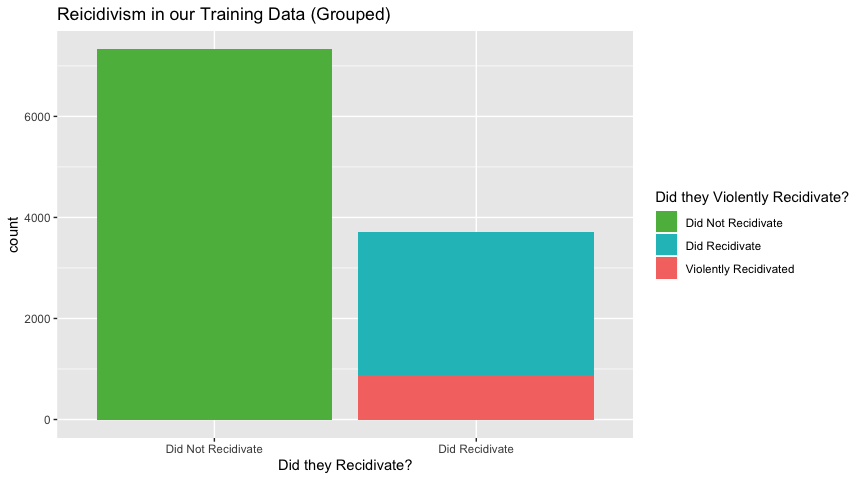 Reicidivism in our Training Data (Grouped)
6000
4000
2000
0
count
Did Not Recidivate
Did Recidivate
Did they Recidivate?
Did they Violently Recidivate?
Did Not Recidivate
Did Recidivate
Violently Recidivated